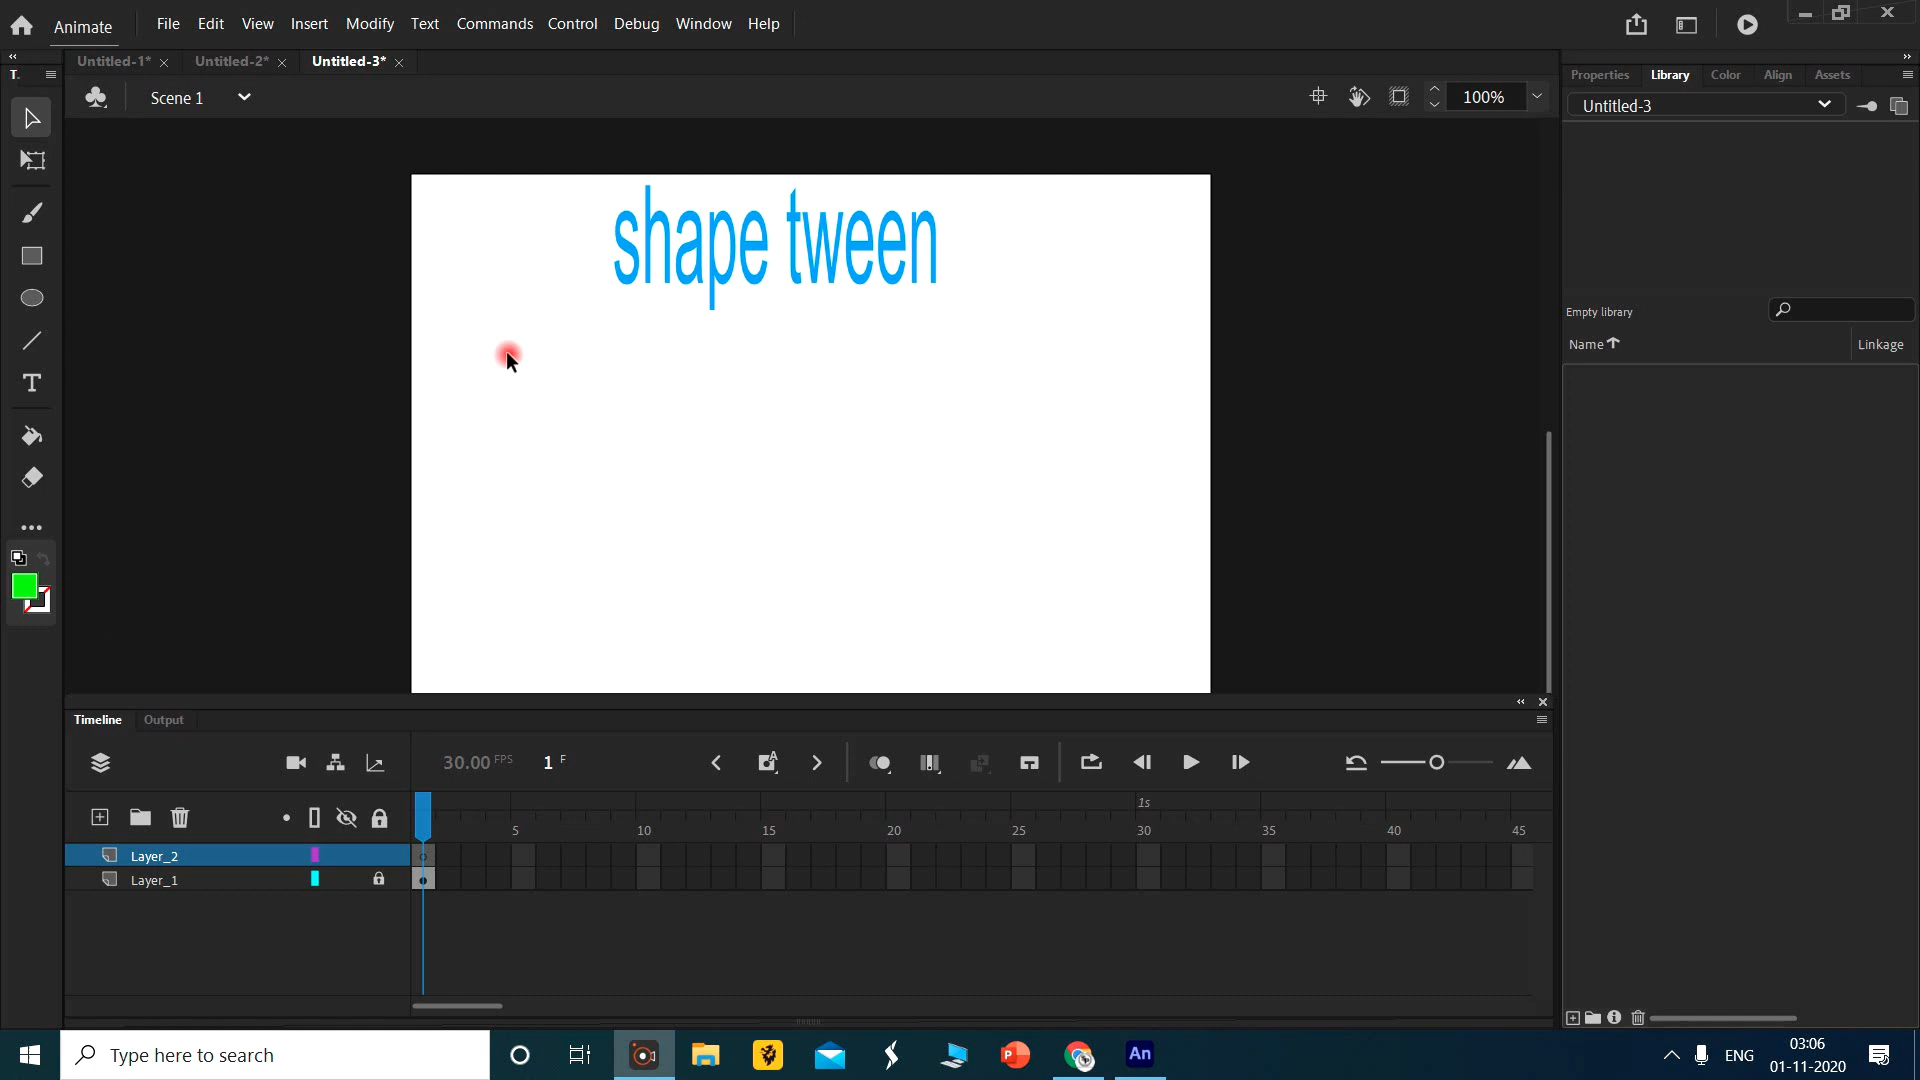 Animate File Edit View Insert Modify Text Commands Control Debug Window Help
Untitled-1* Untitled-2* Untitled-3*
T. Properties Library Color Align Assets
Scene 1 100% Untitled-3
shape tween
Empty library
Name Linkage
T
Timeline Output
30.00 FPS 1 F
1s
5 10 15 20 25 30 35 40 45
Layer_2
Layer_1
Type here to search An ENG 03:06
01-11-2020